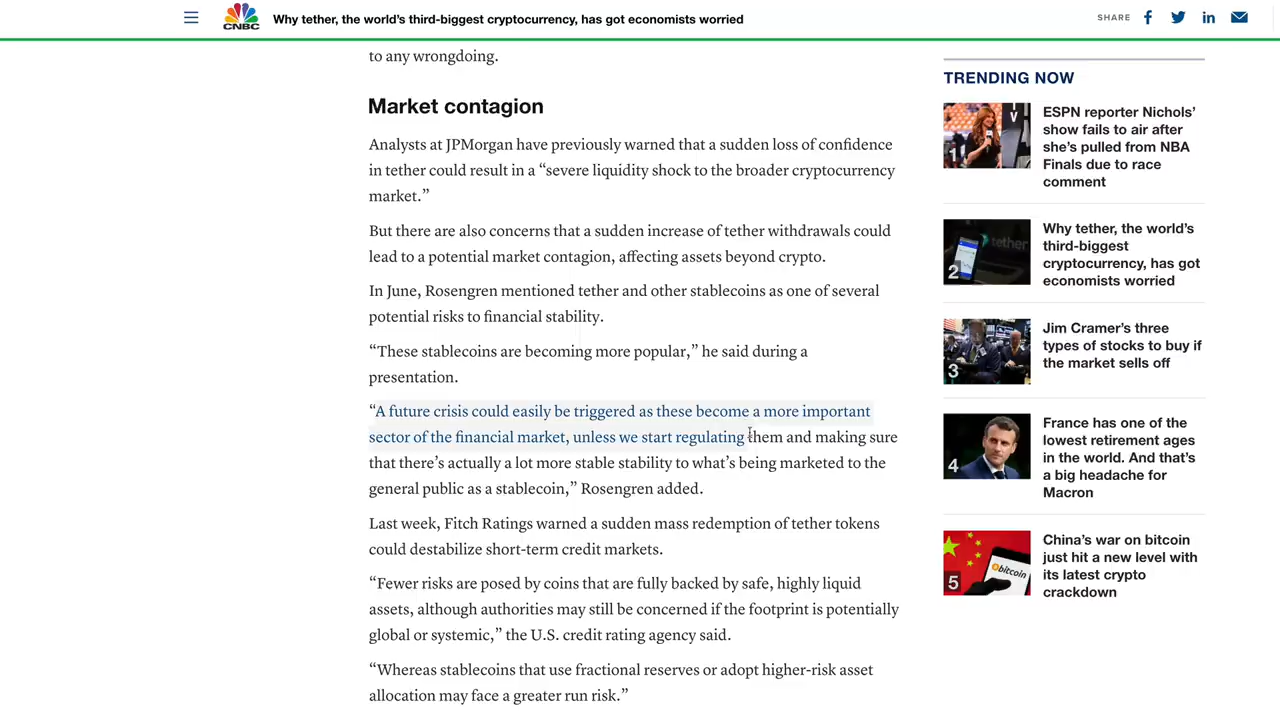 CNBC
Why tether, the world's third-biggest cryptocurrency, has got economists worried
SHARE
to any wrongdoing.
Market contagion
Analysts at JPMorgan have previously warned that a sudden loss of confidence
in tether could result in a “severe liquidity shock to the broader cryptocurrency
market.”
But there are also concerns that a sudden increase of tether withdrawals could
lead to a potential market contagion, affecting assets beyond crypto.
In June, Rosengren mentioned tether and other stablecoins as one of several
potential risks to financial stability.
“These stablecoins are becoming more popular,” he said during a
presentation.
“A future crisis could easily be triggered as these become a more important
sector of the financial market, unless we start regulating them and making sure
that there’s actually a lot more stable stability to what’s being marketed to the
general public as a stablecoin,” Rosengren added.
Last week, Fitch Ratings warned a sudden mass redemption of tether tokens
could destabilize short-term credit markets.
“Fewer risks are posed by coins that are fully backed by safe, highly liquid
assets, although authorities may still be concerned if the footprint is potentially
global or systemic,” the U.S. credit rating agency said.
“Whereas stablecoins that use fractional reserves or adopt higher-risk asset
allocation may face a greater run risk.”
TRENDING NOW
1
ESPN reporter Nichols’
show fails to air after
she’s pulled from NBA
Finals due to race
comment
tether
2
Why tether, the world’s
third-biggest
cryptocurrency, has got
economists worried
3
Jim Cramer’s three
types of stocks to buy if
the market sells off
4
France has one of the
lowest retirement ages
in the world. And that’s
a big headache for
Macron
bitcoin
5
China’s war on bitcoin
just hit a new level with
its latest crypto
crackdown